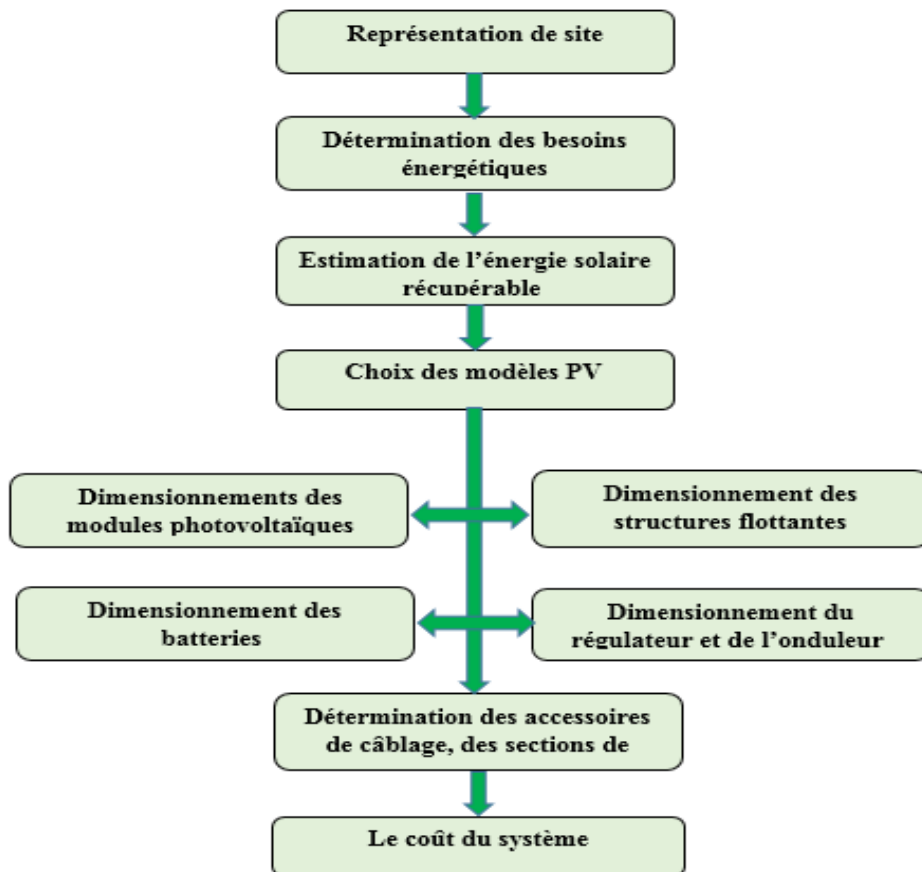 Représentation de site
Détermination des besoins
énergétiques
Estimation de l’énergie solaire
récupérable
Choix des modèles PV
Dimensionnements des
modules photovoltaïques
Dimensionnement des
structures flottantes
Dimensionnement des
batteries
Dimensionnement du
régulateur et de l’onduleur
Détermination des accessoires
de câblage, des sections de
Le coût du système